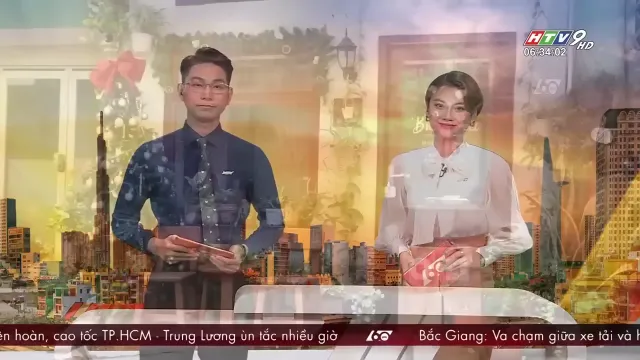 HTV9 HD
06:34:02
ên hoàn, cao tốc TP.HCM - Trung Lương ùn tắc nhiều giờ 60 Bắc Giang: Va chạm giữa xe tải và h